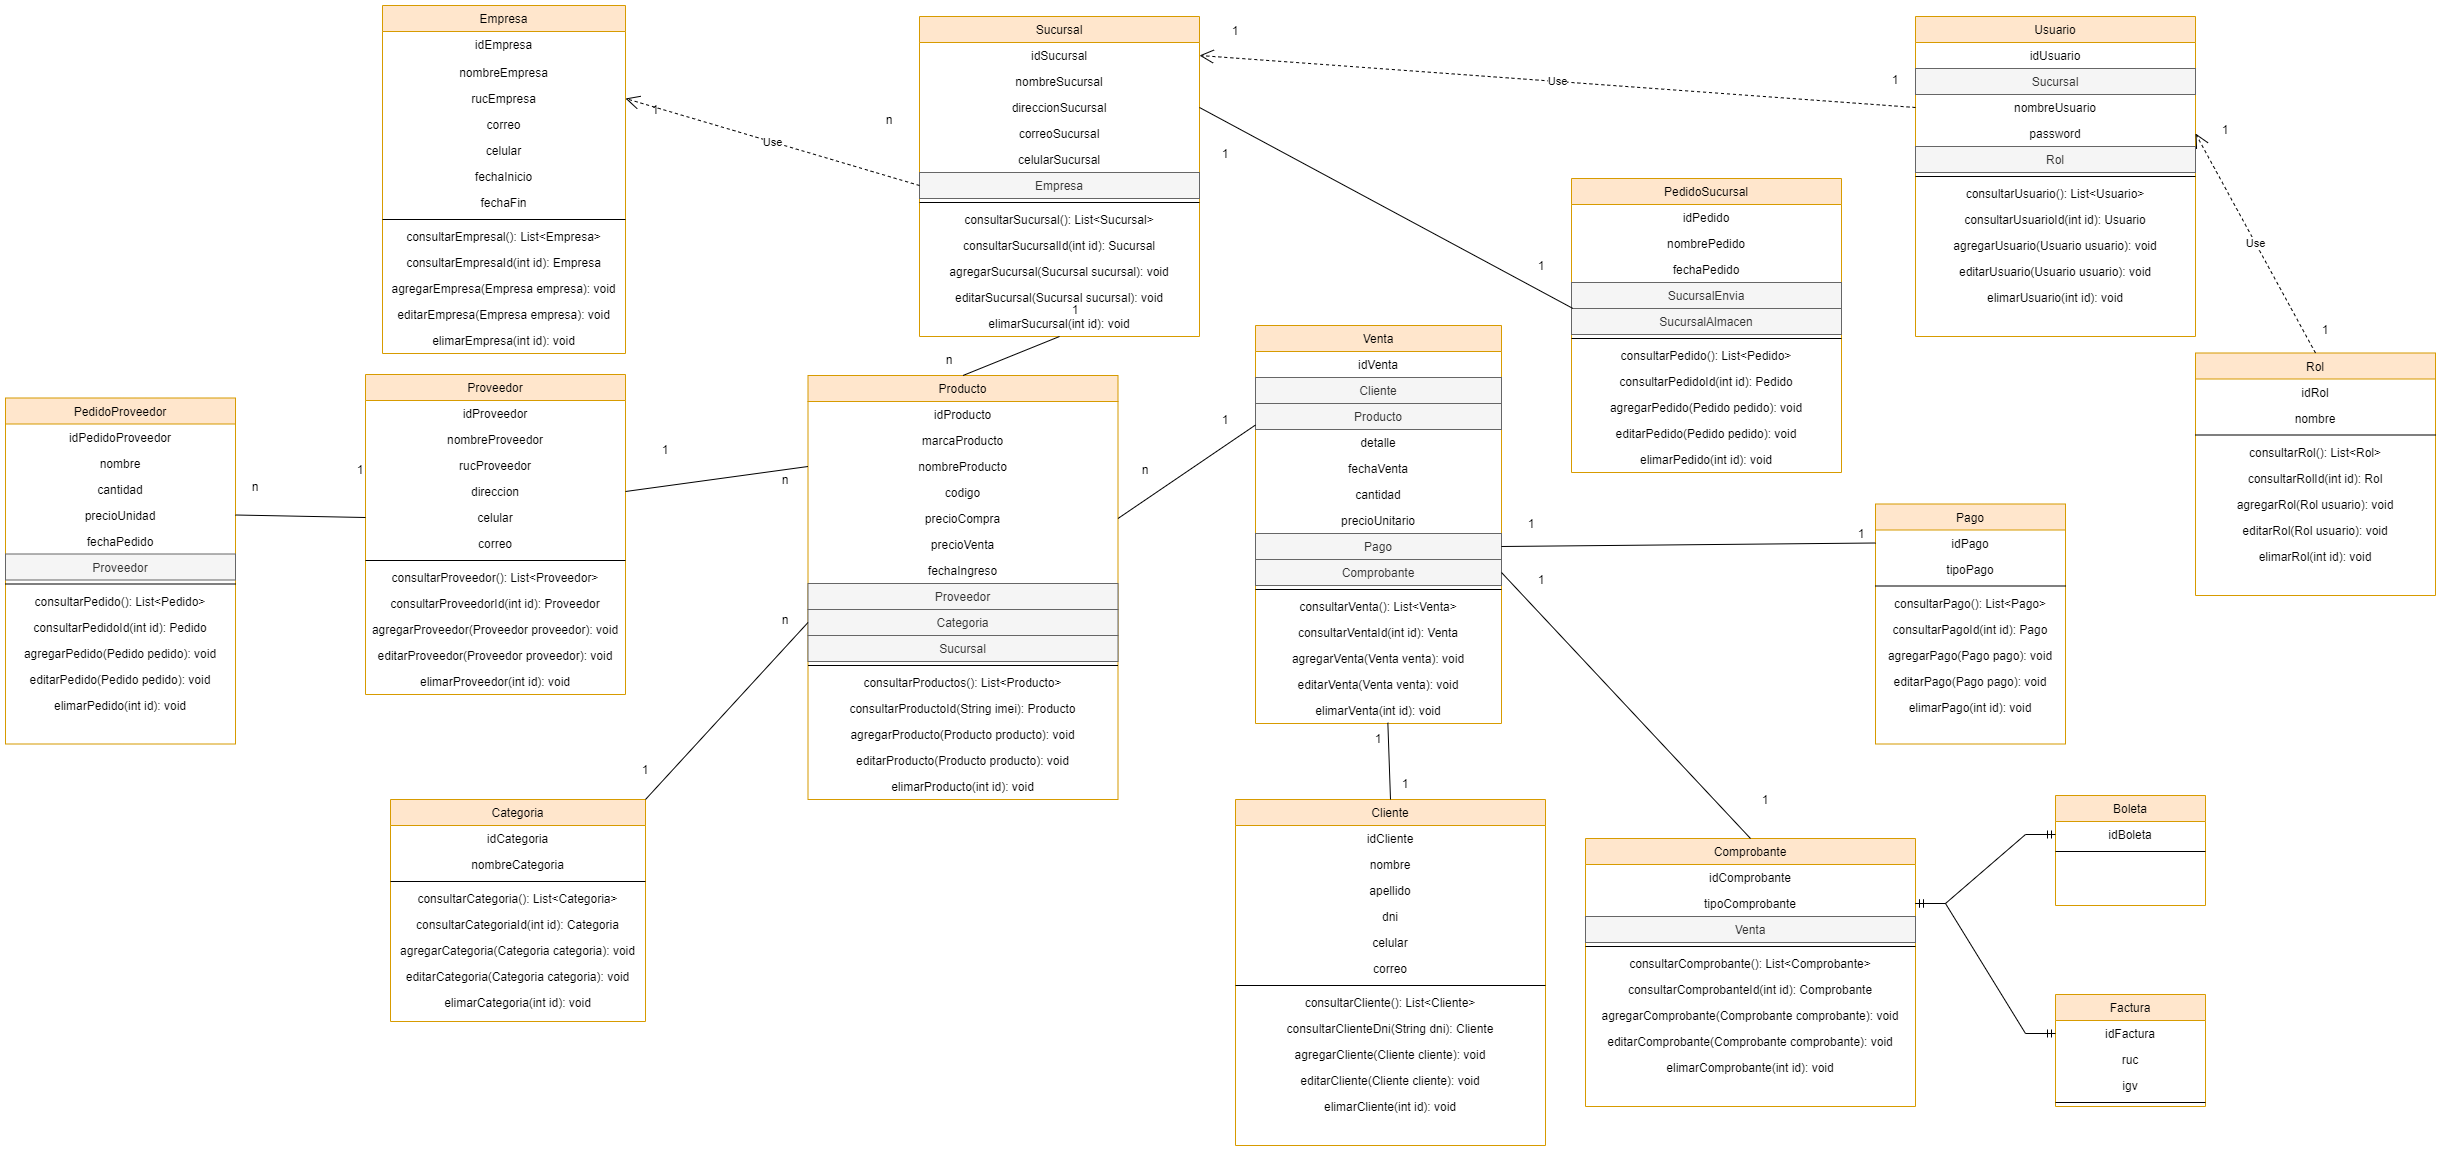 Empresa
idEmpresa
nombreEmpresa
rucEmpresa
correo
celular
fechaInicio
fechaFin
consultarEmpresal(): List<Empresa>
consultarEmpresaId(int id): Empresa
agregarEmpresa(Empresa empresa): void
editarEmpresa(Empresa empresa): void
elimarEmpresa(int id): void
1
Use
n
Sucursal
idSucursal
nombreSucursal
direccionSucursal
correoSucursal
celularSucursal
Empresa
consultarSucursal(): List<Sucursal>
consultarSucursalId(int id): Sucursal
agregarSucursal(Sucursal sucursal): void
editarSucursal(Sucursal sucursal): void
1
elimarSucursal(int id): void
1
Use
1
1
1
PedidoSucursal
idPedido
nombrePedido
fechaPedido
SucursalEnvia
SucursalAlmacen
consultarPedido(): List<Pedido>
consultarPedidoId(int id): Pedido
agregarPedido(Pedido pedido): void
editarPedido(Pedido pedido): void
elimarPedido(int id): void
Usuario
idUsuario
Sucursal
nombreUsuario
password
Rol
consultarUsuario(): List<Usuario>
consultarUsuarioId(int id): Usuario
agregarUsuario(Usuario usuario): void
editarUsuario(Usuario usuario): void
elimarUsuario(int id): void
1
Use
1
Rol
idRol
nombre
consultarRol(): List<Rol>
consultarRolId(int id): Rol
agregarRol(Rol usuario): void
editarRol(Rol usuario): void
elimarRol(int id): void
PedidoProveedor
idPedidoProveedor
nombre
cantidad
precioUnidad
fechaPedido
Proveedor
consultarPedido(): List<Pedido>
consultarPedidoId(int id): Pedido
agregarPedido(Pedido pedido): void
editarPedido(Pedido pedido): void
elimarPedido(int id): void
n
1
Proveedor
idProveedor
nombreProveedor
rucProveedor
direccion
celular
correo
consultarProveedor(): List<Proveedor>
consultarProveedorId(int id): Proveedor
agregarProveedor(Proveedor proveedor): void
editarProveedor(Proveedor proveedor): void
elimarProveedor(int id): void
1
n
n
Producto
idProducto
marcaProducto
nombreProducto
codigo
precioCompra
precioVenta
fechaIngreso
Proveedor
Categoria
Sucursal
consultarProductos(): List<Producto>
consultarProductoId(String imei): Producto
agregarProducto(Producto producto): void
editarProducto(Producto producto): void
elimarProducto(int id): void
n
1
Venta
idVenta
Cliente
Producto
detalle
fechaVenta
cantidad
precioUnitario
Pago
Comprobante
consultarVenta(): List<Venta>
consultarVentaId(int id): Venta
agregarVenta(Venta venta): void
editarVenta(Venta venta): void
elimarVenta(int id): void
1
1
Pago
idPago
tipoPago
consultarPago(): List<Pago>
consultarPagoId(int id): Pago
agregarPago(Pago pago): void
editarPago(Pago pago): void
elimarPago(int id): void
n
1
Categoria
idCategoria
nombreCategoria
consultarCategoria(): List<Categoria>
consultarCategoriaId(int id): Categoria
agregarCategoria(Categoria categoria): void
editarCategoria(Categoria categoria): void
elimarCategoria(int id): void
1
1
Cliente
idCliente
nombre
apellido
dni
celular
correo
consultarCliente(): List<Cliente>
consultarClienteDni(String dni): Cliente
agregarCliente(Cliente cliente): void
editarCliente(Cliente cliente): void
elimarCliente(int id): void
1
1
Comprobante
idComprobante
tipoComprobante
Venta
consultarComprobante(): List<Comprobante>
consultarComprobanteId(int id): Comprobante
agregarComprobante(Comprobante comprobante): void
editarComprobante(Comprobante comprobante): void
elimarComprobante(int id): void
Boleta
idBoleta
Factura
idFactura
ruc
igv